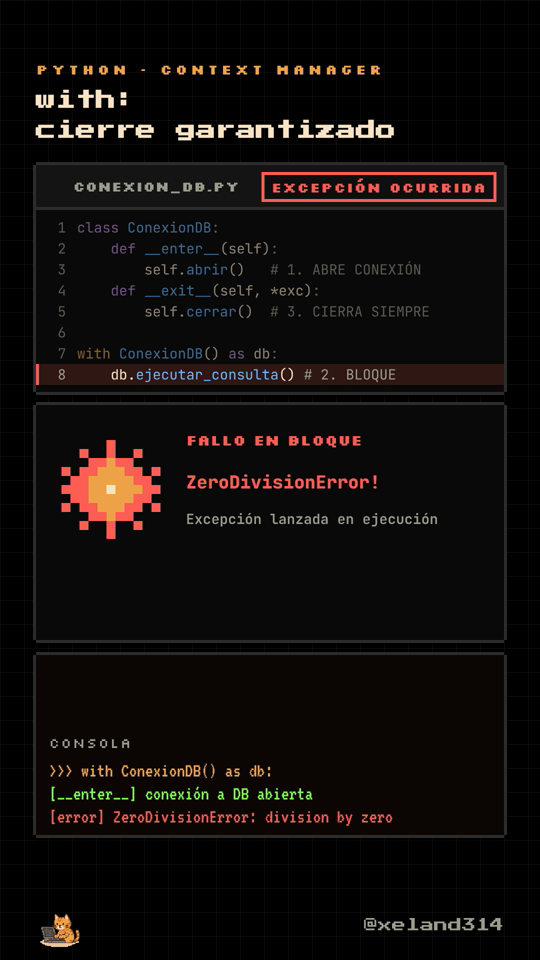 PYTHON · CONTEXT MANAGER
with:
cierre garantizado
CONEXION_DB.PY
EXCEPCIÓN OCURRIDA
1 class ConexionDB:
2     def __enter__(self):
3         self.abrir()   # 1. ABRE CONEXIÓN
4     def __exit__(self, *exc):
5         self.cerrar()  # 3. CIERRA SIEMPRE
6
7 with ConexionDB() as db:
8     db.ejecutar_consulta() # 2. BLOQUE
FALLO EN BLOQUE
ZeroDivisionError!
Excepción lanzada en ejecución
CONSOLA
>>> with ConexionDB() as db:
[__enter__] conexión a DB abierta
[error] ZeroDivisionError: division by zero
@xeland314